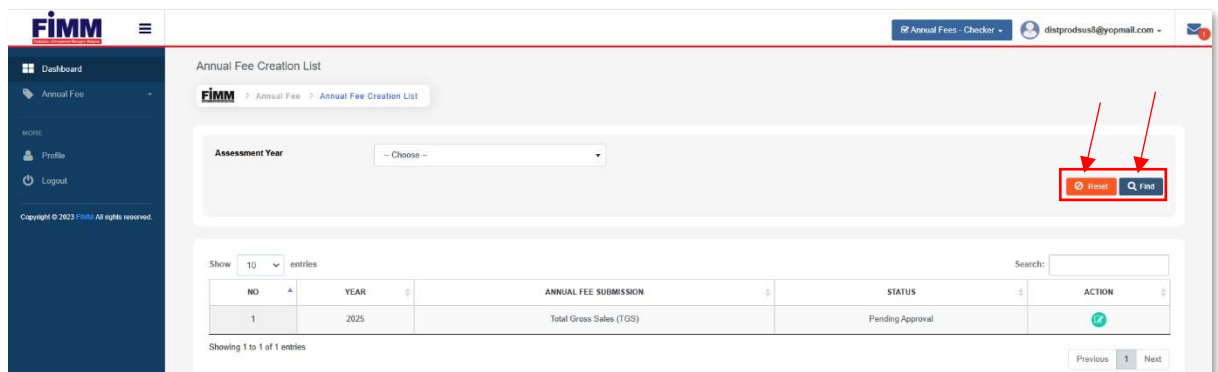 FiMM
Annual Fees - Checker
distprodsus8@yopmail.com
1
Dashboard
Annual Fee
MORE
Profile
Logout
Copyright © 2023 FIMM All rights reserved.
Annual Fee Creation List
FiMM > Annual Fee > Annual Fee Creation List
Assessment Year
-- Choose --
Reset
Find
Show 10 entries
Search:
NO YEAR ANNUAL FEE SUBMISSION STATUS ACTION
1 2025 Total Gross Sales (TGS) Pending Approval
Showing 1 to 1 of 1 entries
Previous 1 Next